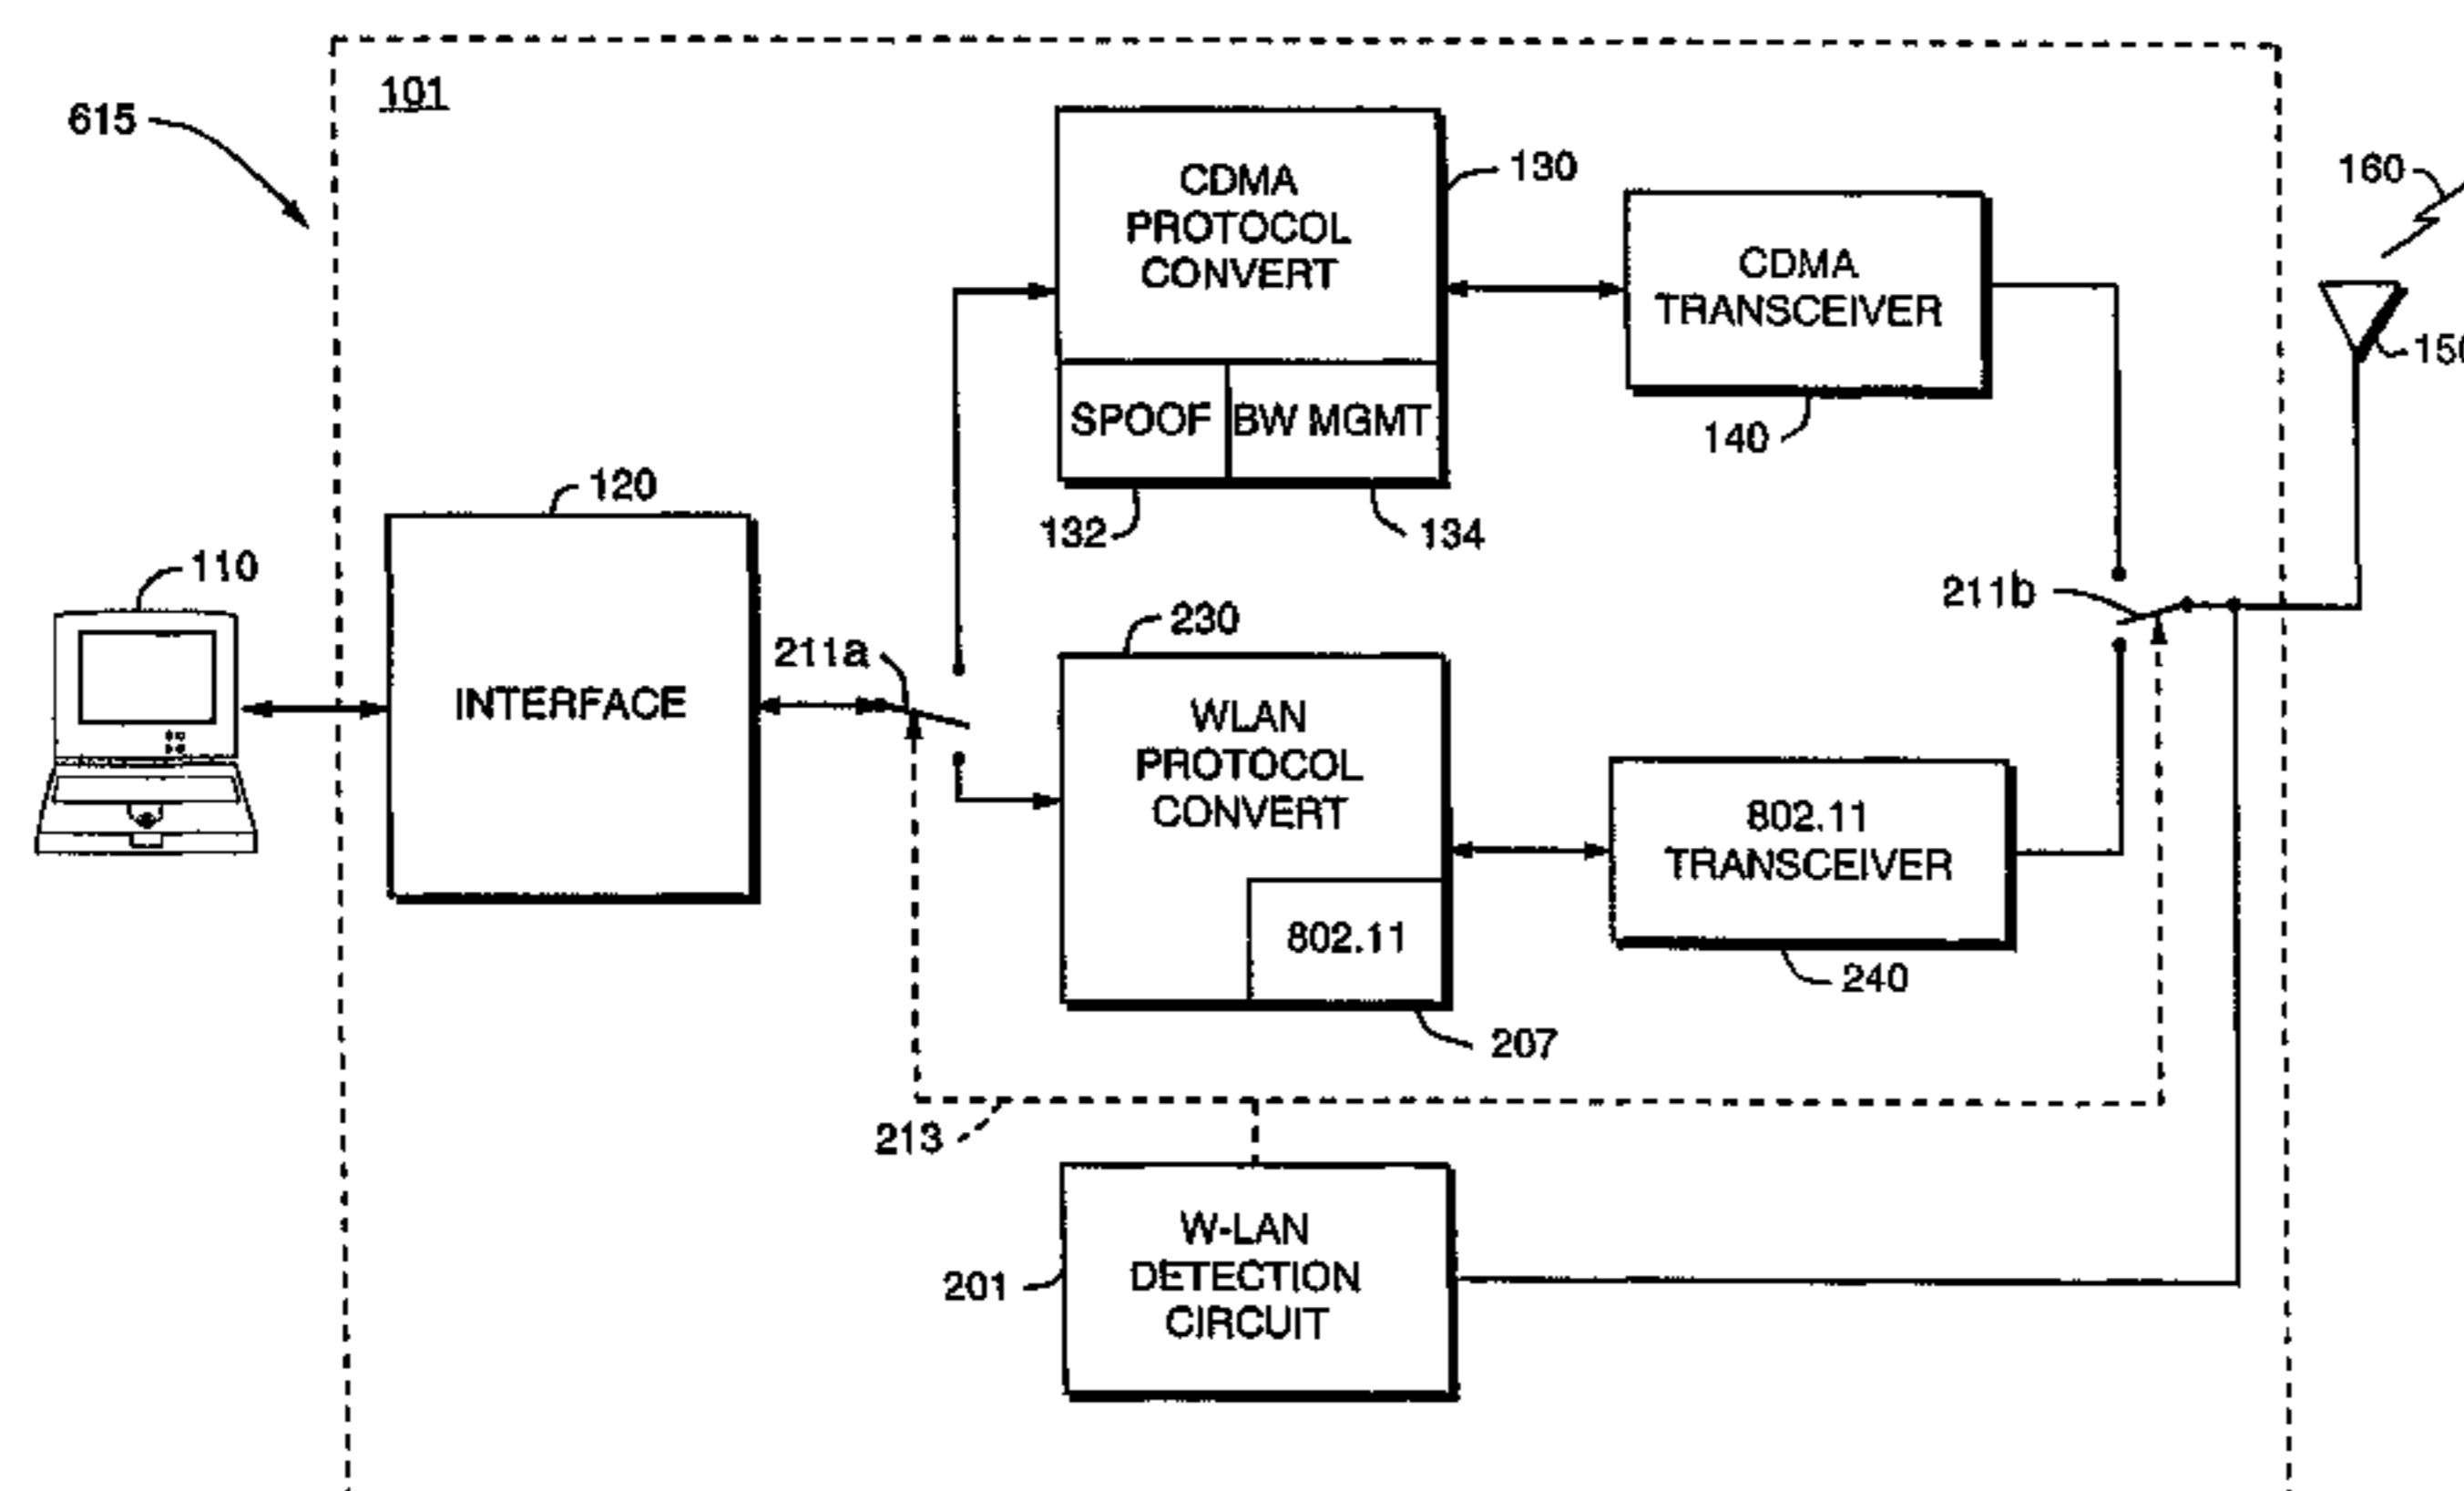 101
615
CDMA
PROTOCOL
CONVERT
130
160
CDMA
TRANSCEIVER
SPOOF
BW MGMT
140
132
134
120
110
INTERFACE
211a
211b
230
WLAN
PROTOCOL
CONVERT
802.11
TRANSCEIVER
802.11
240
207
213
W-LAN
DETECTION
CIRCUIT
201